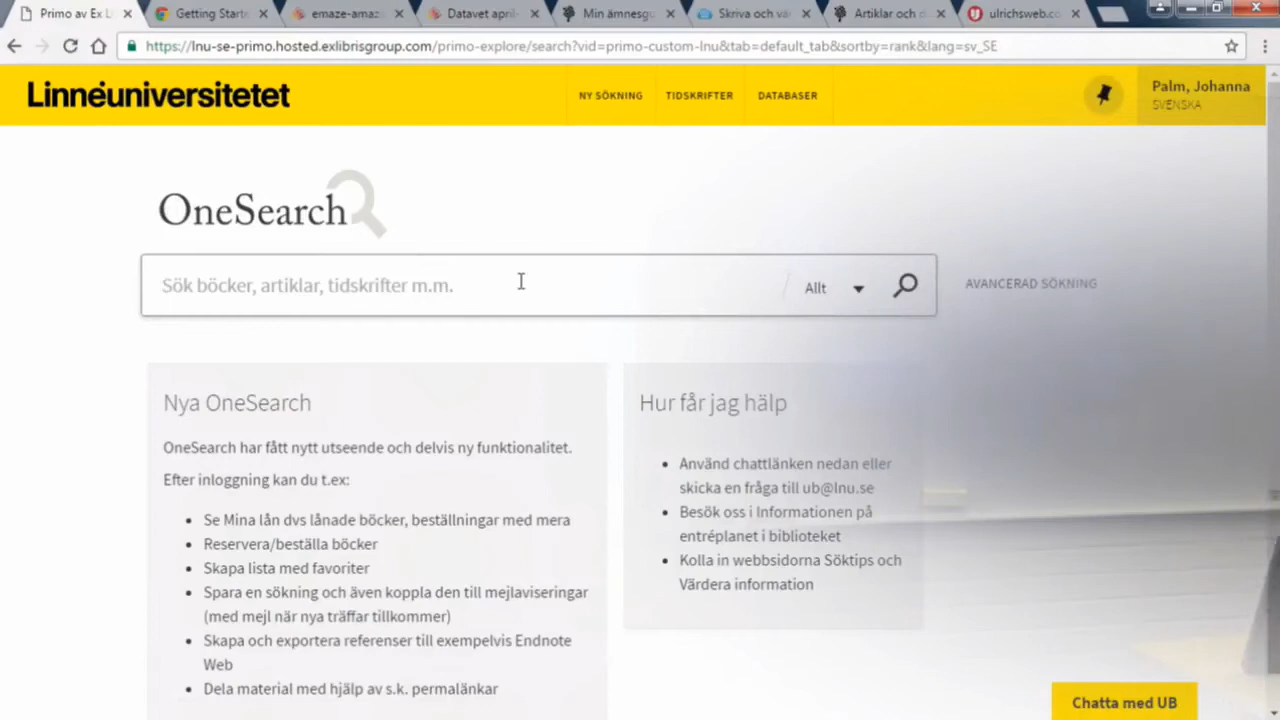 Primo av Ex Li
Getting Start
emaze-amaz
Datavet april
Min ämnesg
Skriva och vä
Artiklar och d
ulrichsweb.co
https://lnu-se-primo.hosted.exlibrisgroup.com/primo-explore/search?vid=primo-custom-lnu&tab=default_tab&sortby=rank&lang=sv_SE
Linnéuniversitetet
NY SÖKNING
TIDSKRIFTER
DATABASER
Palm, Johanna
SVENSKA
OneSearch
Sök böcker, artiklar, tidskrifter m.m.
Allt
AVANCERAD SÖKNING
Nya OneSearch
OneSearch har fått nytt utseende och delvis ny funktionalitet.
Efter inloggning kan du t.ex:
Se Mina lån dvs lånade böcker, beställningar med mera
Reservera/beställa böcker
Skapa lista med favoriter
Spara en sökning och även koppla den till mejlaviseringar
(med mejl när nya träffar tillkommer)
Skapa och exportera referenser till exempelvis Endnote
Web
Dela material med hjälp av s.k. permalänkar
Hur får jag hälp
Använd chattlänken nedan eller
skicka en fråga till ub@lnu.se
Besök oss i Informationen på
entréplanet i biblioteket
Kolla in webbsidorna Söktips och
Värdera information
Chatta med UB